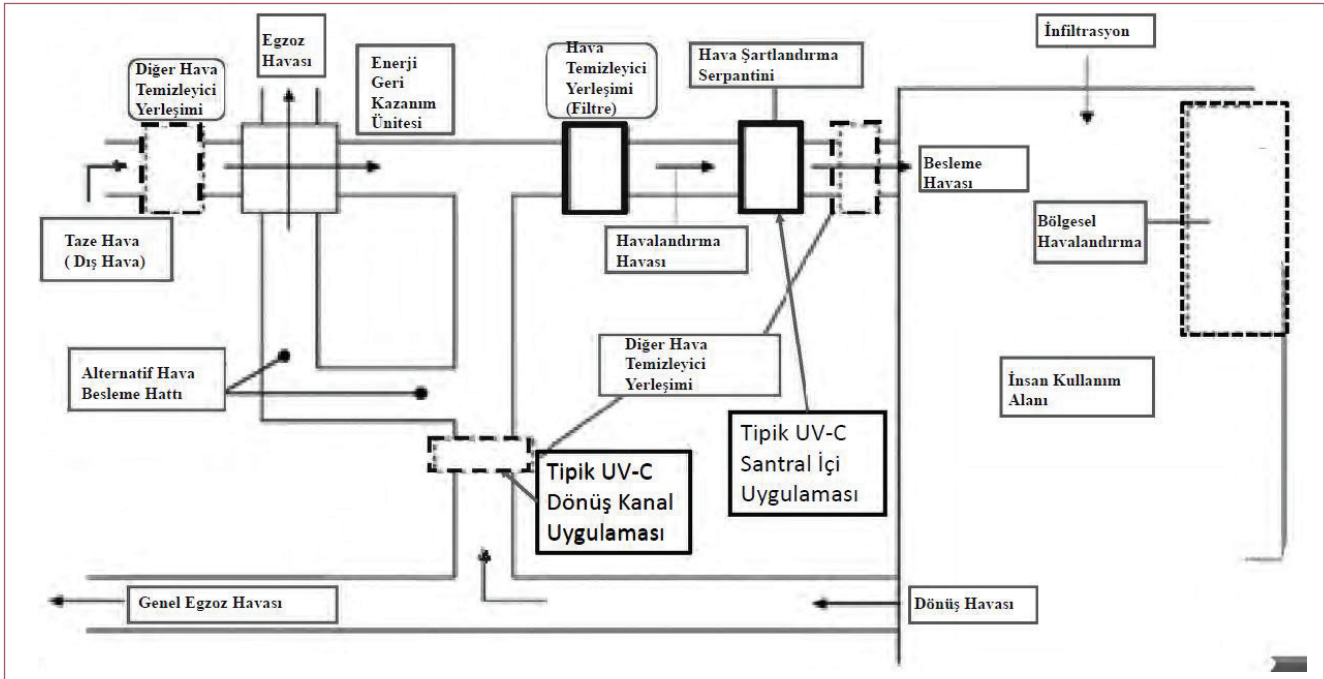 Egzoz
Havası
Diğer Hava
Temizleyici
Yerleşimi
Enerji
Geri
Kazanım
Ünitesi
Hava
Temizleyici
Yerleşimi
(Filtre)
Hava Şartlandırma
Serpantini
İnfiltrasyon
Taze Hava
( Dış Hava)
Havalandırma
Havası
Besleme
Havası
Bölgesel
Havalandırma
Alternatif Hava
Besleme Hattı
Diğer Hava
Temizleyici
Yerleşimi
İnsan Kullanım
Alanı
Tipik UV-C
Dönüş Kanal
Uygulaması
Tipik UV-C
Santral İçi
Uygulaması
Genel Egzoz Havası
Dönüş Havası